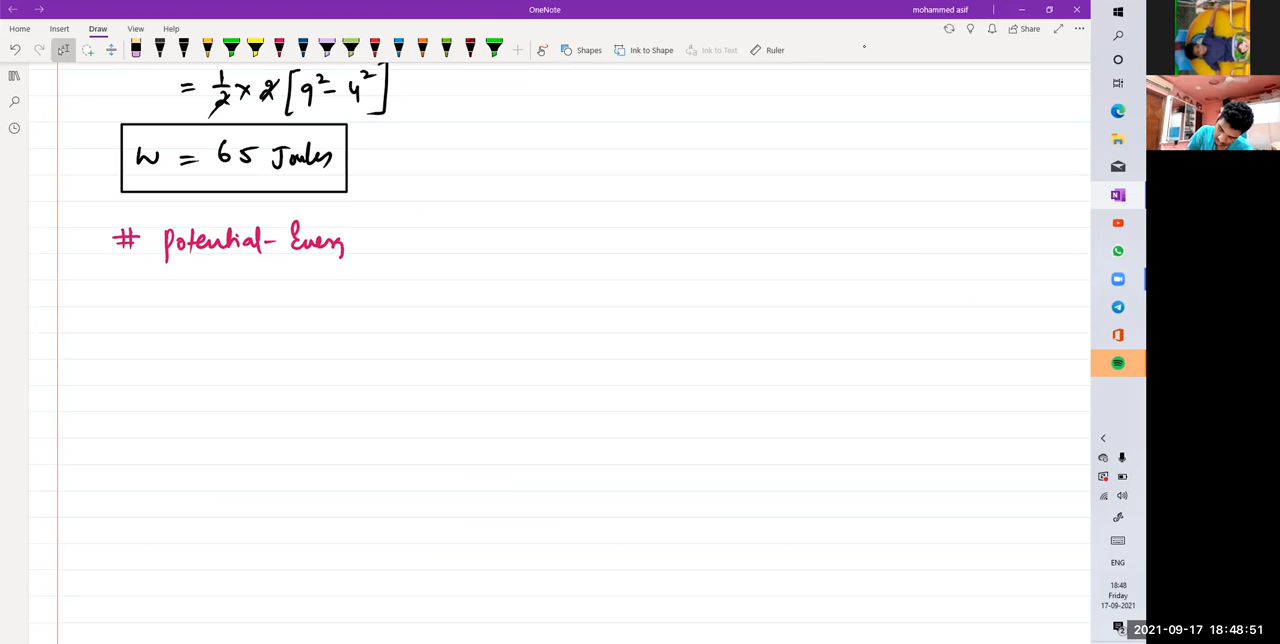 OneNote
mohammed asif
Home Insert Draw View Help
Share
Shapes Ink to Shape Ink to Text Ruler
= 1/2 × 2 [9² - 4²]
W = 65 Joules
# Potential - Energy
ENG
18:48
Friday
17-09-2021
2021-09-17 18:48:51